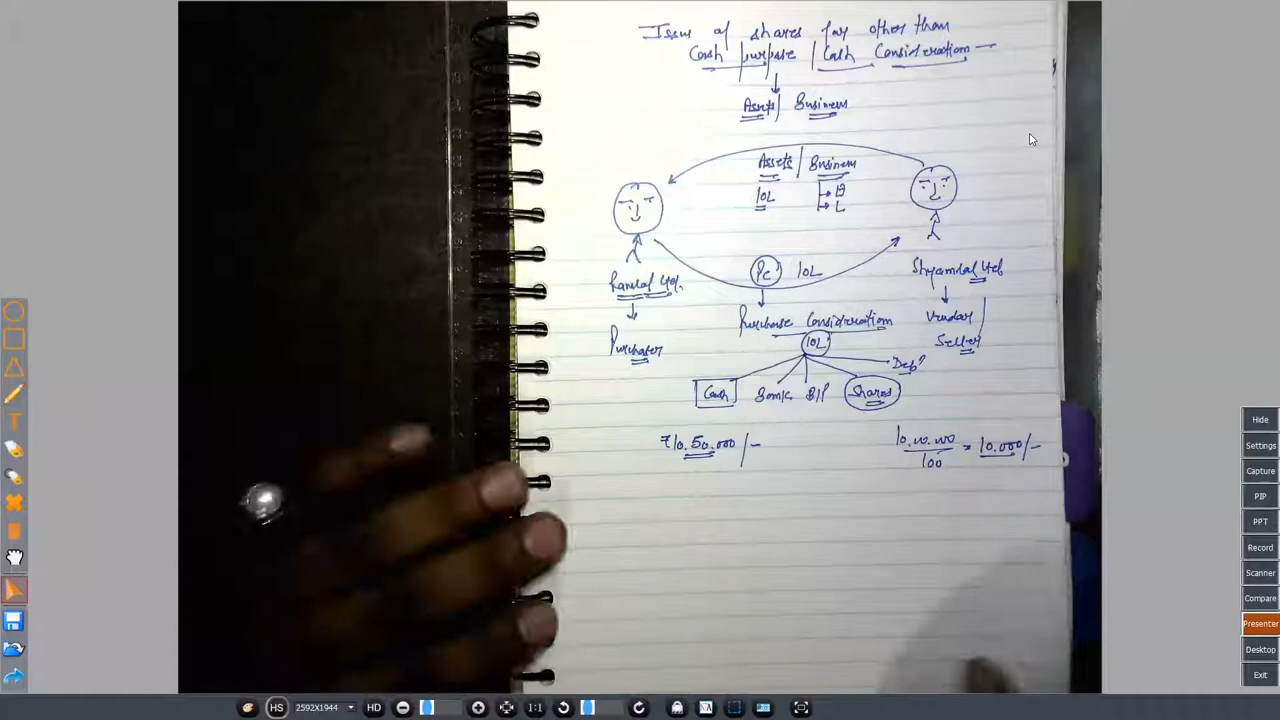 Issue of shares for other than
Cash purpose / Cash Consideration —
Assets / Business
Assets / Business
10L
→ B
→ L
PC 10L
Ramlal Ltd.
Shyamlal Ltd
Purchase Consideration
Vendor
Purchaser
Seller
10L
Cash
B/P
Shares
₹10,50,000/-
10,00,000
100
= 10,000/-
Hide
Settings
Capture
PIP
PPT
Record
Scanner
Compare
Presenter
Desktop
Exit
T
HS
2592X1944
HD
1:1